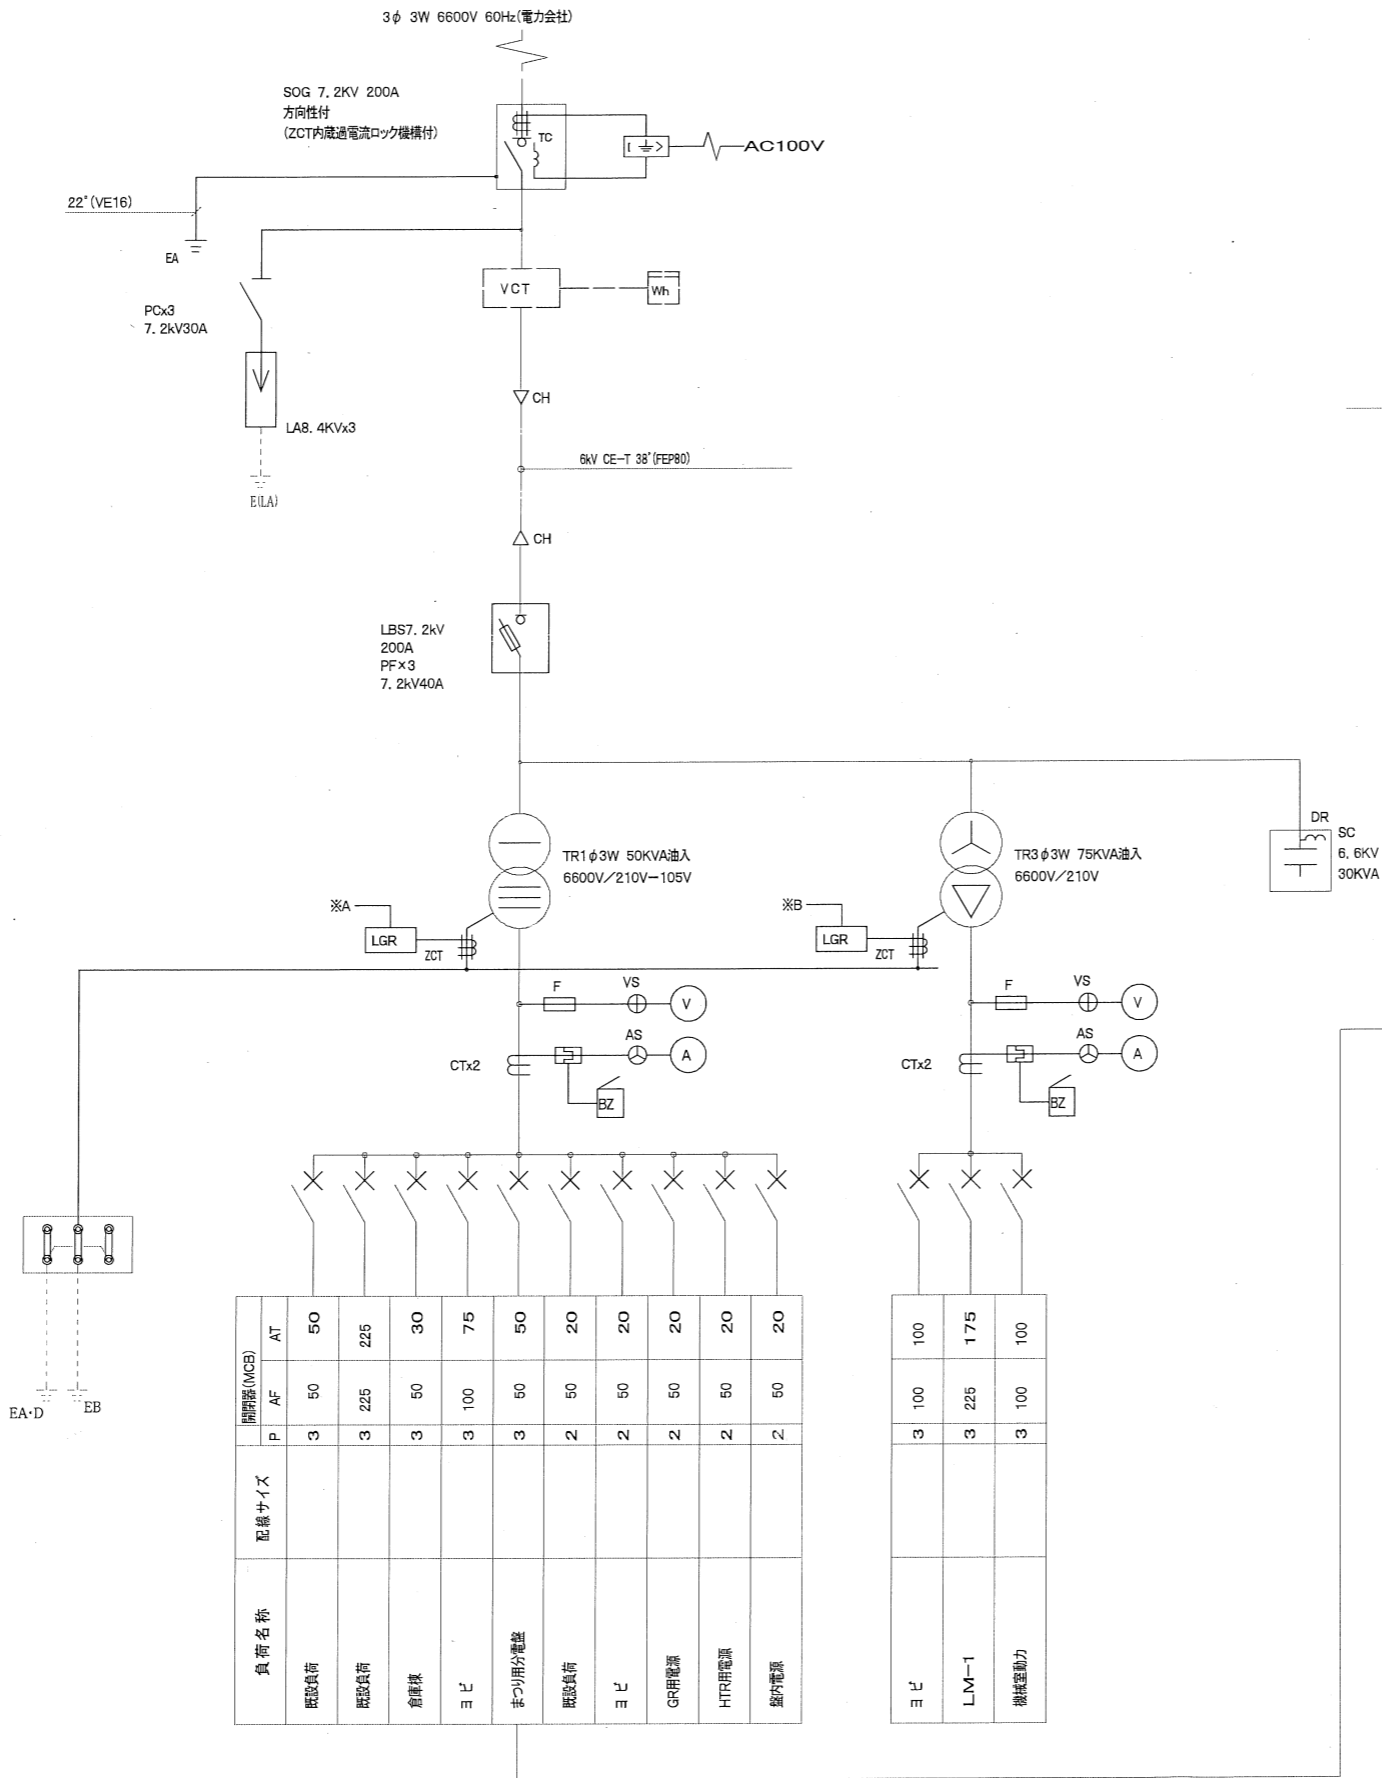 3φ 3W 6600V 60Hz(電力会社)
SOG 7.2KV 200A
方向性付
(ZCT内蔵過電流ロック機構付)
TC
I
>
AC100V
22°(VE16)
EA
PCx3
7.2kV30A
LA8.4KVx3
E(LA)
VCT
Wh
CH
6kV CE-T 38°(FEP80)
CH
LBS7.2kV
200A
PF×3
7.2kV40A
TR1φ3W 50KVA油入
6600V/210V-105V
TR3φ3W 75KVA油入
6600V/210V
DR
SC
6.6KV
30KVA
※A
LGR
ZCT
※B
LGR
ZCT
F
VS
V
AS
A
CTx2
BZ
F
VS
V
AS
A
CTx2
BZ
EA・D
EB
開閉器(MCB)
AT 50 225 30 75 50 20 20 20 20 20
AF 50 225 50 100 50 50 50 50 50 50
P 3 3 3 3 3 2 2 2 2 2
配線サイズ
負荷名称 既設負荷 既設負荷 倉庫棟 ヨビ まつり用分電盤 既設負荷 ヨビ GR用電源 HTR用電源 盤内電源
100 175 100
100 225 100
3 3 3
ヨビ LM-1 機械室動力